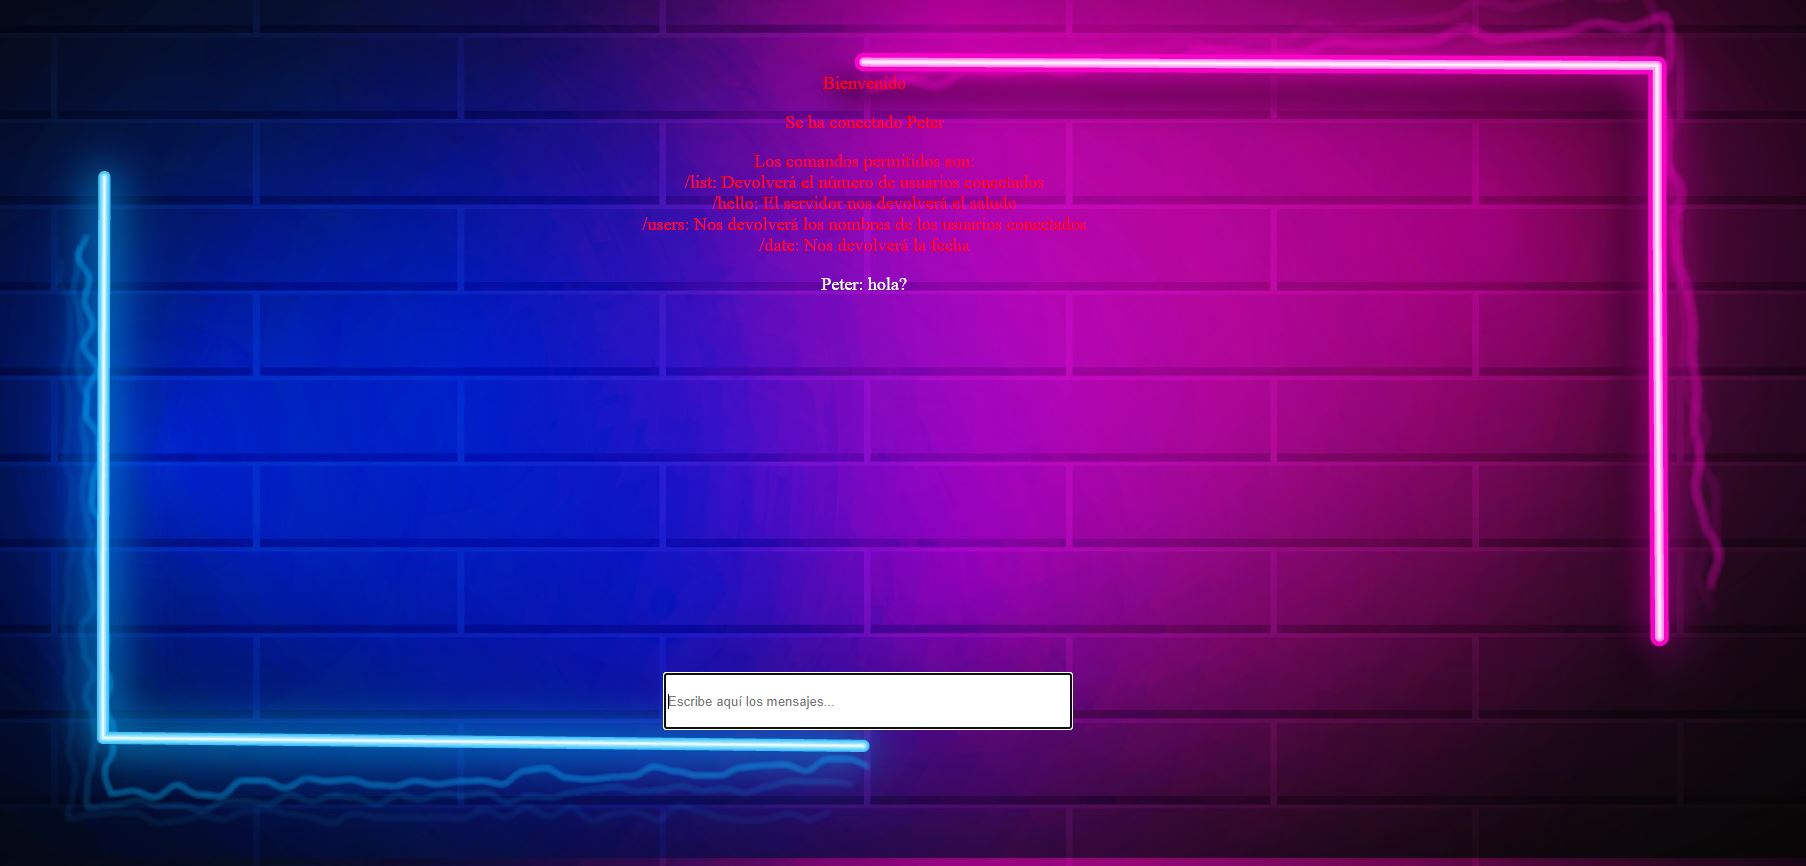 Bienvenido
Se ha conectado Peter
Los comandos permitidos son:
/list: Devolverá el número de usuarios conectados
/hello: El servidor nos devolverá el saludo
/users: Nos devolverá los nombres de los usuarios conectados
/date: Nos devolverá la fecha
Peter: hola?
Escribe aquí los mensajes...